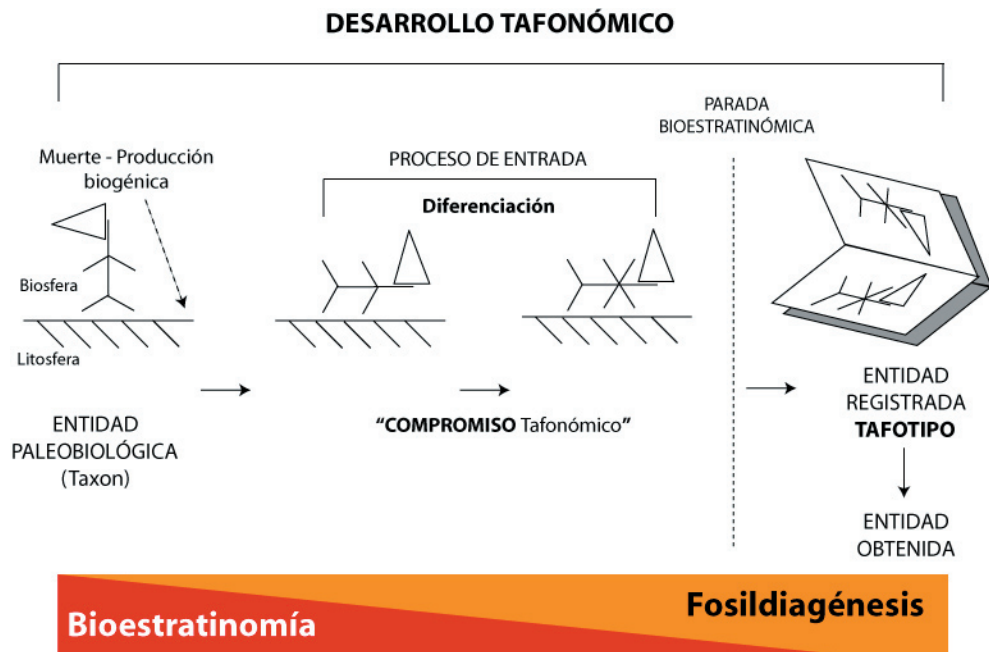 DESARROLLO TAFONÓMICO
PARADA
BIOESTRATINÓMICA
Muerte - Producción
biogénica
PROCESO DE ENTRADA
Diferenciación
Biosfera
Litosfera
ENTIDAD
PALEOBIOLÓGICA
(Taxon)
“COMPROMISO Tafonómico”
ENTIDAD
REGISTRADA
TAFOTIPO
ENTIDAD
OBTENIDA
Bioestratinomía
Fosildiagénesis